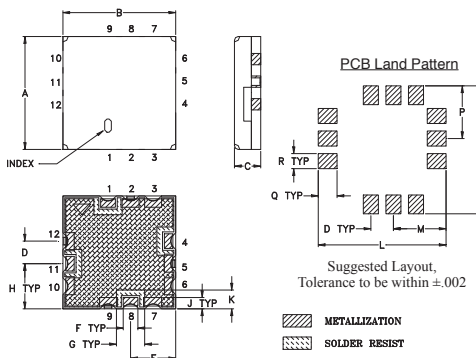 B
9 8 7
A
10 6
11 5
12 4
INDEX
1 2 3
C
PCB Land Pattern
P
R TYP
Q TYP
D TYP
M
L
Suggested Layout,
Tolerance to be within ±.002
METALLIZATION
SOLDER RESIST
1 2 3
12 4
D
11 5
H TYP
10 6
K
J TYP
9 8 7
F TYP
G TYP